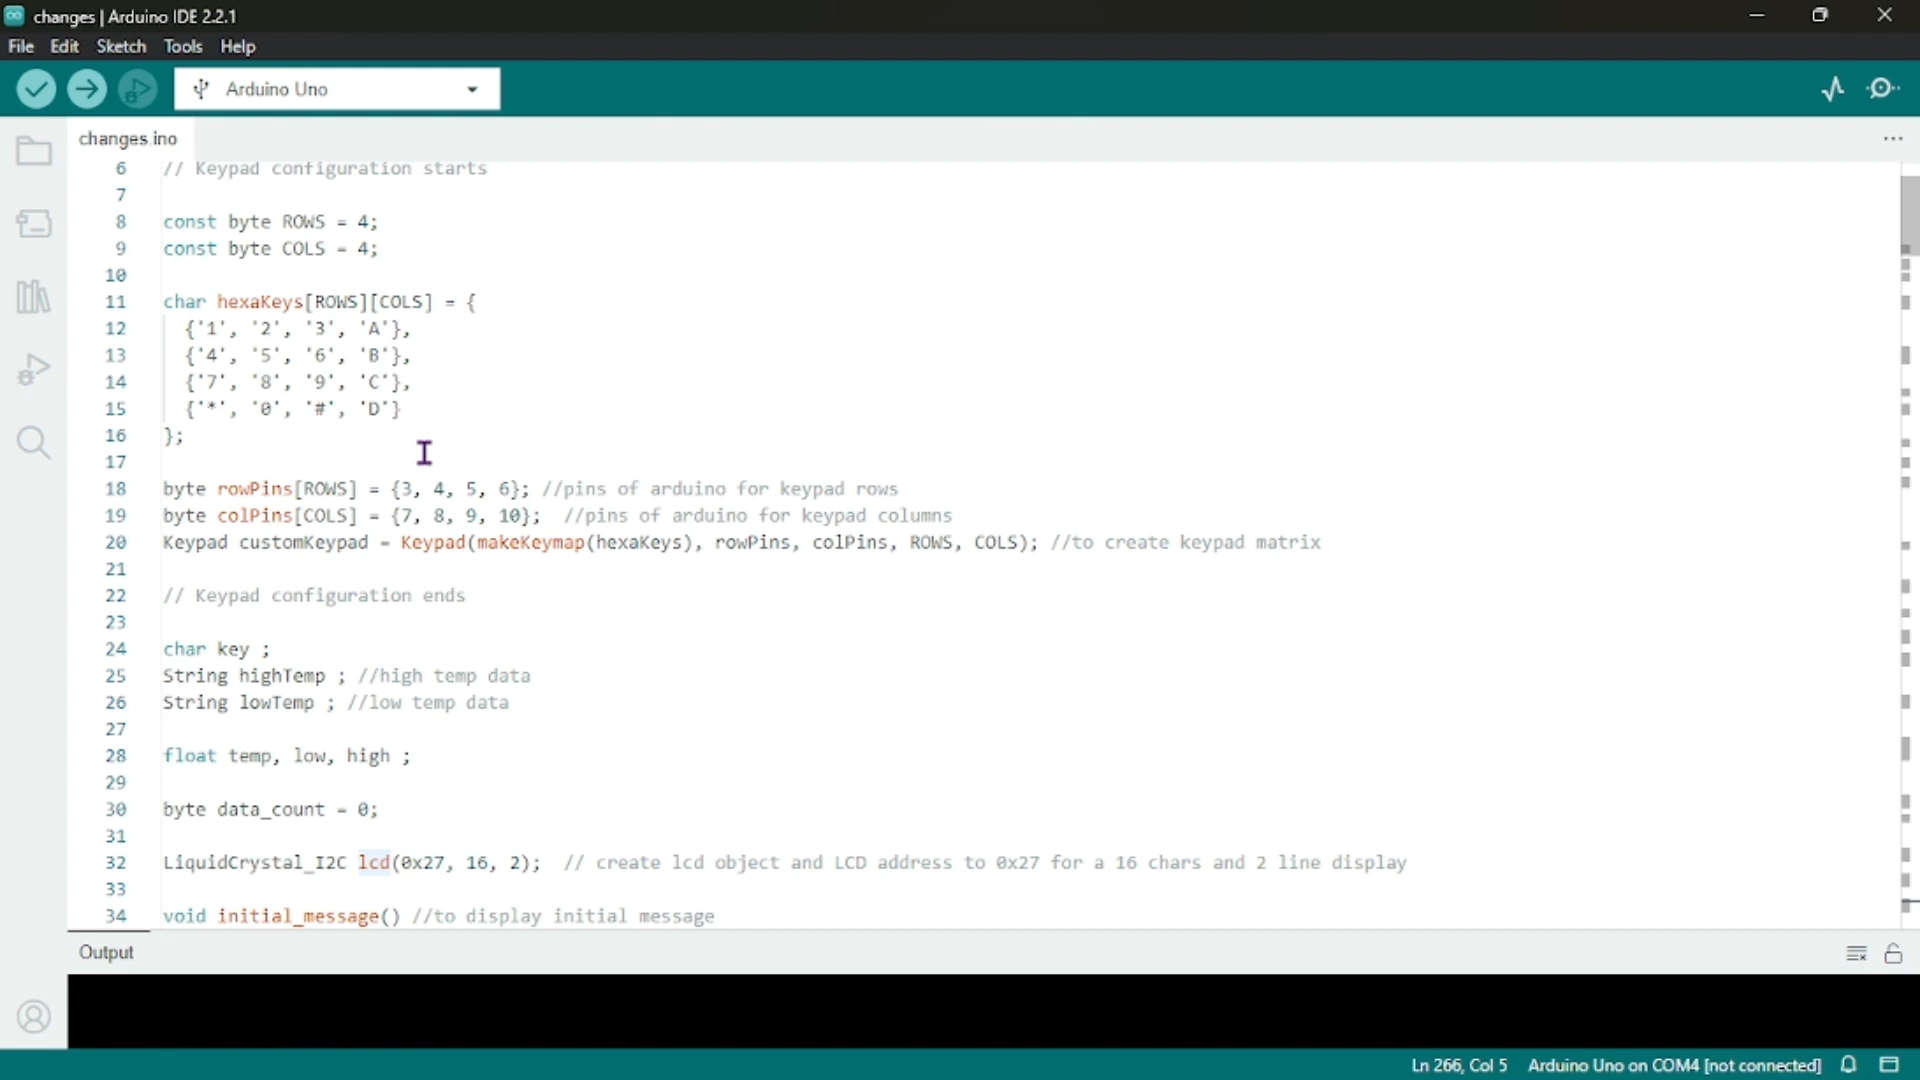 changes | Arduino IDE 2.2.1
File Edit Sketch Tools Help
Arduino Uno
changes.ino
6 // Keypad configuration starts
7
8 const byte ROWS = 4;
9 const byte COLS = 4;
10
11 char hexaKeys[ROWS][COLS] = {
12 {'1', '2', '3', 'A'},
13 {'4', '5', '6', 'B'},
14 {'7', '8', '9', 'C'},
15 {'*', '0', '#', 'D'}
16 };
17
18 byte rowPins[ROWS] = {3, 4, 5, 6}; //pins of arduino for keypad rows
19 byte colPins[COLS] = {7, 8, 9, 10}; //pins of arduino for keypad columns
20 Keypad customKeypad = Keypad(makeKeymap(hexaKeys), rowPins, colPins, ROWS, COLS); //to create keypad matrix
21
22 // Keypad configuration ends
23
24 char key ;
25 String highTemp ; //high temp data
26 String lowTemp ; //low temp data
27
28 float temp, low, high ;
29
30 byte data_count = 0;
31
32 LiquidCrystal_I2C lcd(0x27, 16, 2); // create lcd object and LCD address to 0x27 for a 16 chars and 2 line display
33
34 void initial_message() //to display initial message
Output
Ln 266, Col 5 Arduino Uno on COM4 [not connected]